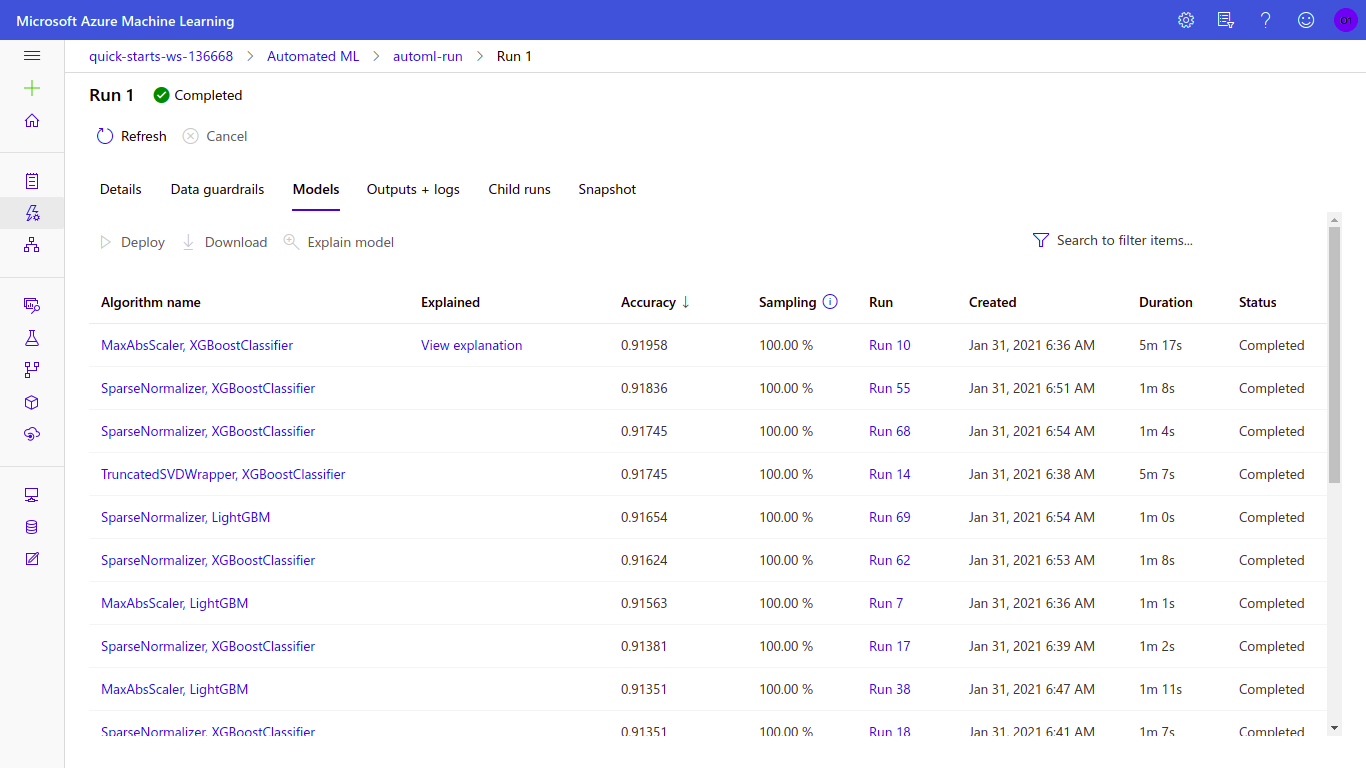 Microsoft Azure Machine Learning
O1
quick-starts-ws-136668 > Automated ML > automl-run > Run 1
Run 1 Completed
Refresh Cancel
Details Data guardrails Models Outputs + logs Child runs Snapshot
Deploy Download Explain model Search to filter items...
Algorithm name Explained Accuracy ↓ Sampling Run Created Duration Status
MaxAbsScaler, XGBoostClassifier View explanation 0.91958 100.00 % Run 10 Jan 31, 2021 6:36 AM 5m 17s Completed
SparseNormalizer, XGBoostClassifier 0.91836 100.00 % Run 55 Jan 31, 2021 6:51 AM 1m 8s Completed
SparseNormalizer, XGBoostClassifier 0.91745 100.00 % Run 68 Jan 31, 2021 6:54 AM 1m 4s Completed
TruncatedSVDWrapper, XGBoostClassifier 0.91745 100.00 % Run 14 Jan 31, 2021 6:38 AM 5m 7s Completed
SparseNormalizer, LightGBM 0.91654 100.00 % Run 69 Jan 31, 2021 6:54 AM 1m 0s Completed
SparseNormalizer, XGBoostClassifier 0.91624 100.00 % Run 62 Jan 31, 2021 6:53 AM 1m 8s Completed
MaxAbsScaler, LightGBM 0.91563 100.00 % Run 7 Jan 31, 2021 6:36 AM 1m 1s Completed
SparseNormalizer, XGBoostClassifier 0.91381 100.00 % Run 17 Jan 31, 2021 6:39 AM 1m 2s Completed
MaxAbsScaler, LightGBM 0.91351 100.00 % Run 38 Jan 31, 2021 6:47 AM 1m 11s Completed
SparseNormalizer, XGBoostClassifier 0.91351 100.00 % Run 18 Jan 31, 2021 6:41 AM 1m 7s Completed